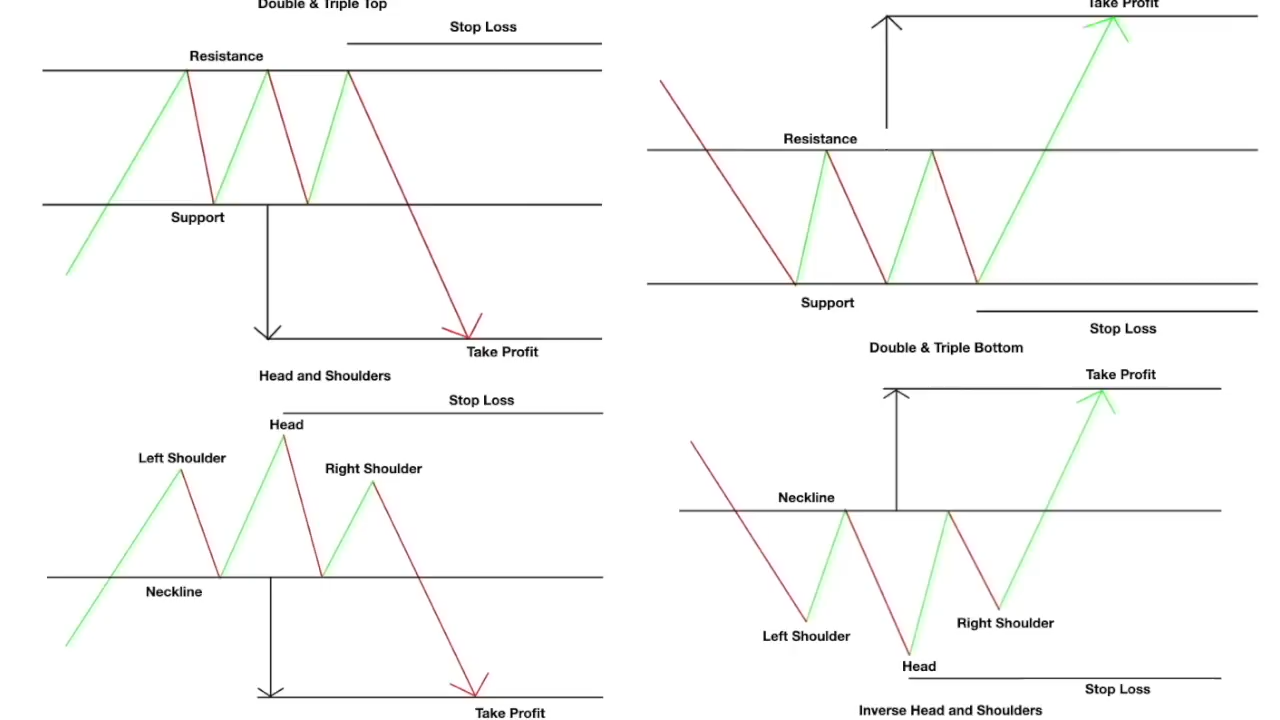 Double & Triple Top
Stop Loss
Resistance
Support
Take Profit
Take Profit
Resistance
Support
Stop Loss
Double & Triple Bottom
Head and Shoulders
Stop Loss
Head
Left Shoulder
Right Shoulder
Neckline
Take Profit
Take Profit
Neckline
Left Shoulder
Right Shoulder
Head
Stop Loss
Inverse Head and Shoulders